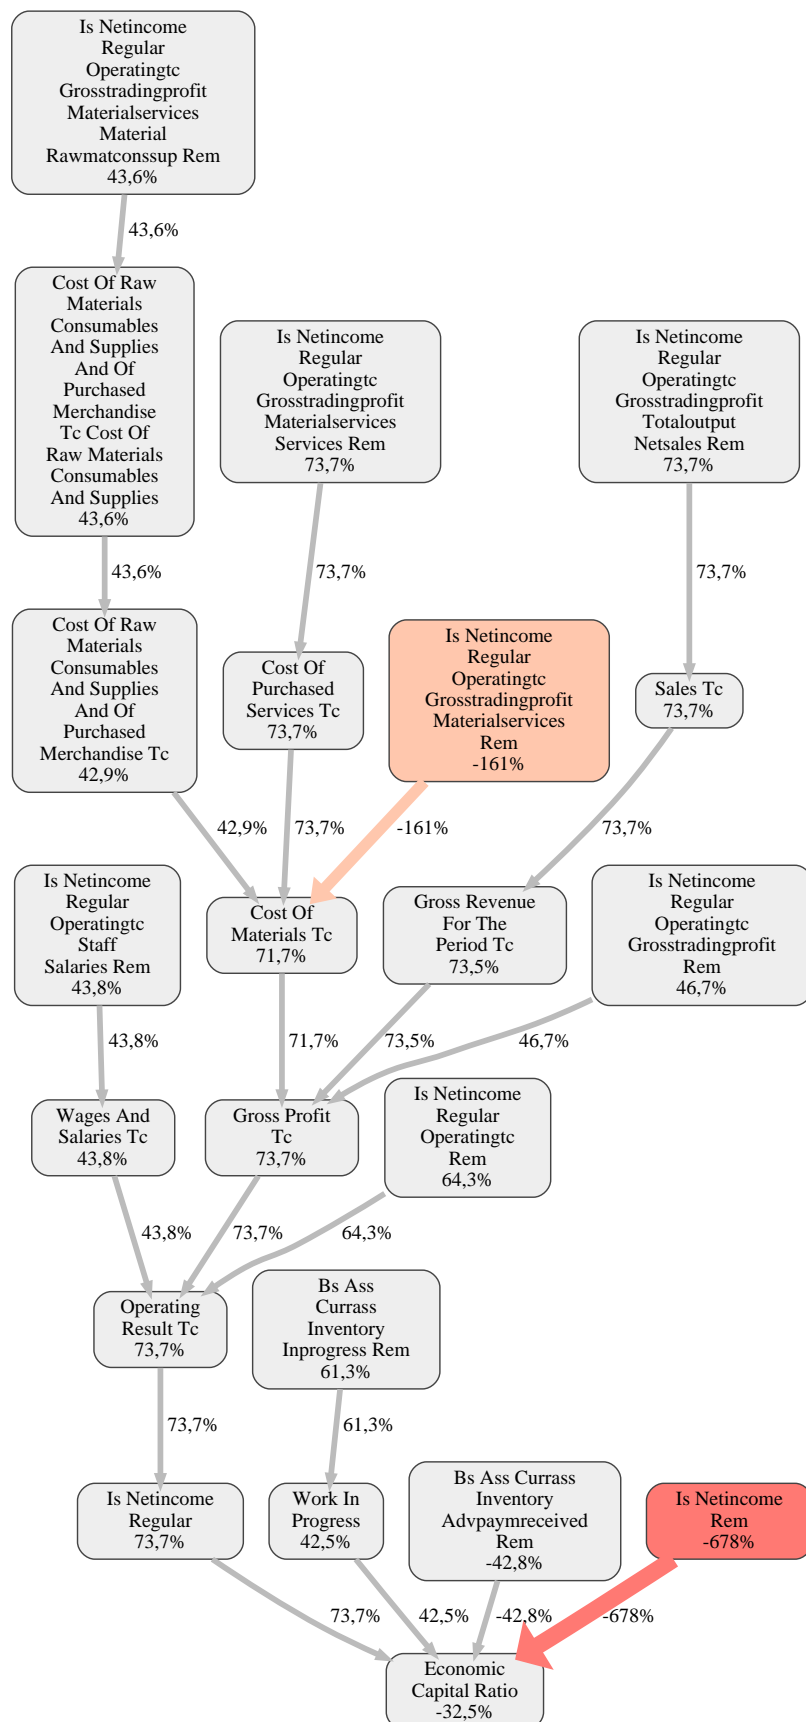 Is Netincome
Regular
Operatingtc
Grosstradingprofit
Materialservices
Material
Rawmatconssup Rem
43,6%
43,6%
Cost Of Raw
Materials
Consumables
And Supplies
And Of
Purchased
Merchandise
Tc Cost Of
Raw Materials
Consumables
And Supplies
43,6%
Is Netincome
Regular
Operatingtc
Grosstradingprofit
Materialservices
Services Rem
73,7%
Is Netincome
Regular
Operatingtc
Grosstradingprofit
Totaloutput
Netsales Rem
73,7%
43,6%
73,7%
73,7%
Cost Of Raw
Materials
Consumables
And Supplies
And Of
Purchased
Merchandise Tc
42,9%
Cost Of
Purchased
Services Tc
73,7%
Is Netincome
Regular
Operatingtc
Grosstradingprofit
Materialservices
Rem
-161%
Sales Tc
73,7%
42,9%
73,7%
-161%
73,7%
Is Netincome
Regular
Operatingtc
Staff
Salaries Rem
43,8%
Cost Of
Materials Tc
71,7%
Gross Revenue
For The
Period Tc
73,5%
Is Netincome
Regular
Operatingtc
Grosstradingprofit
Rem
46,7%
43,8%
71,7%
73,5%
46,7%
Wages And
Salaries Tc
43,8%
Gross Profit
Tc
73,7%
Is Netincome
Regular
Operatingtc
Rem
64,3%
43,8%
73,7%
64,3%
Operating
Result Tc
73,7%
Bs Ass
Currass
Inventory
Inprogress Rem
61,3%
73,7%
61,3%
Is Netincome
Regular
73,7%
Work In
Progress
42,5%
Bs Ass Currass
Inventory
Advpaymreceived
Rem
-42,8%
Is Netincome
Rem
-678%
73,7%
42,5%
-42,8%
-678%
Economic
Capital Ratio
-32,5%